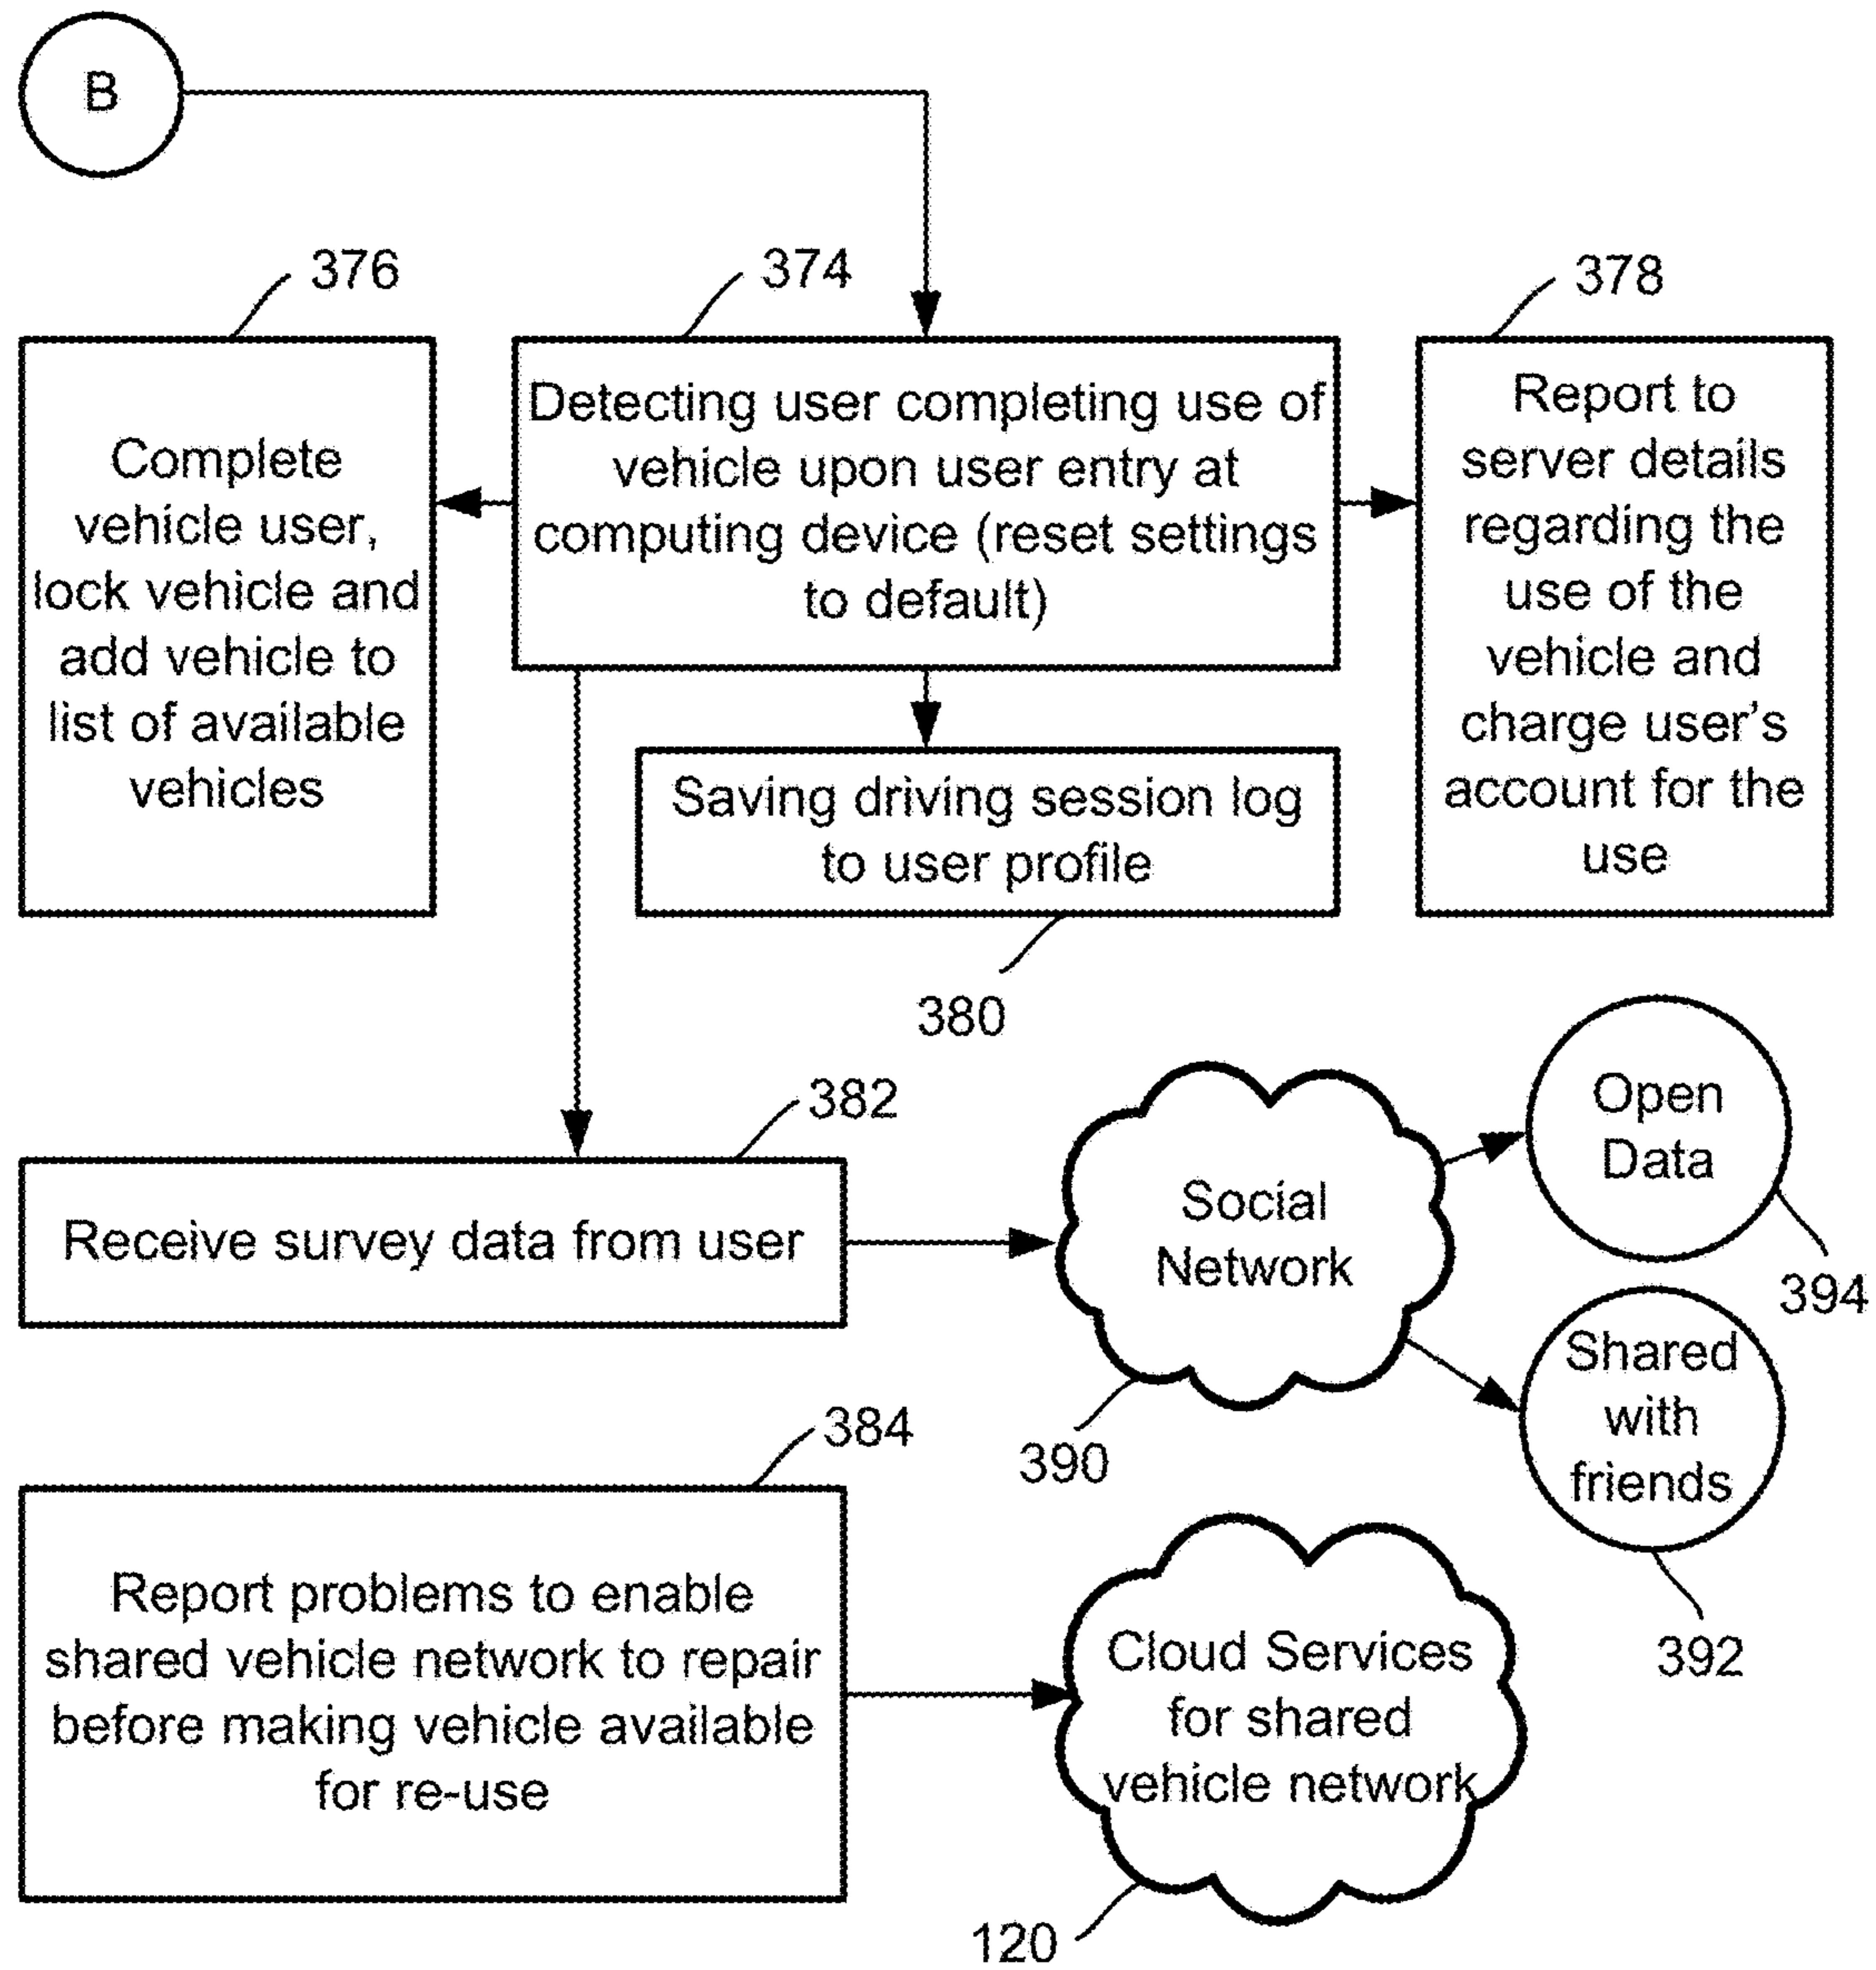 B
376
374
378
Complete
vehicle user,
lock vehicle and
add vehicle to
list of available
vehicles
Detecting user completing use of
vehicle upon user entry at
computing device (reset settings
to default)
Report to
server details
regarding the
use of the
vehicle and
charge user's
account for the
use
Saving driving session log
to user profile
380
382
Receive survey data from user
Social
Network
390
Open
Data
394
Shared
with
friends
392
384
Report problems to enable
shared vehicle network to repair
before making vehicle available
for re-use
Cloud Services
for shared
vehicle network
120